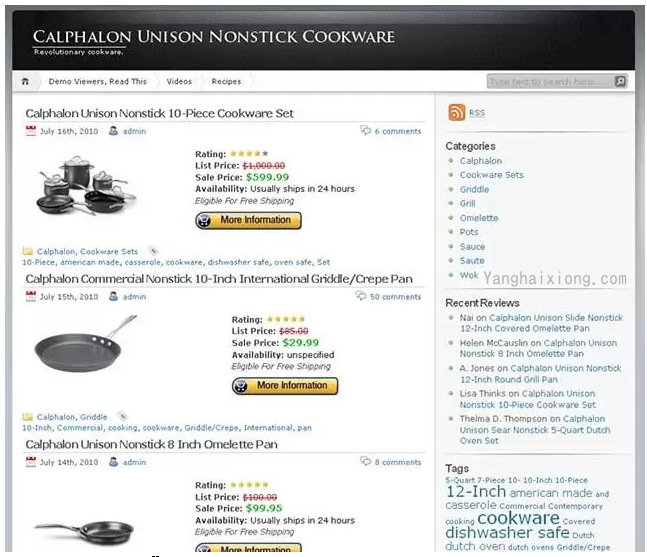 CALPHALON UNISON NONSTICK COOKWARE
Revolutionary cookware.
Demo Viewers, Read This
Videos
Recipes
Type text to search here...
Calphalon Unison Nonstick 10-Piece Cookware Set
July 16th, 2010 admin 6 comments
Rating:
List Price: $1,000.00
Sale Price: $599.99
Availability: Usually ships in 24 hours
Eligible For Free Shipping
More Information
Calphalon, Cookware Sets
10-Piece, american made, casserole, cookware, dishwasher safe, oven safe, Set
Calphalon Commercial Nonstick 10-Inch International Griddle/Crepe Pan
July 15th, 2010 admin 50 comments
Rating:
List Price: $85.00
Sale Price: $29.99
Availability: unspecified
Eligible For Free Shipping
More Information
Calphalon, Griddle
10-Inch, Commercial, cooking, cookware, Griddle/Crepe, International, pan
Calphalon Unison Nonstick 8 Inch Omelette Pan
July 14th, 2010 admin 8 comments
Rating:
List Price: $100.00
Sale Price: $99.95
Availability: Usually ships in 24 hours
Eligible For Free Shipping
More Information
RSS
Categories
Calphalon
Cookware Sets
Griddle
Grill
Omelette
Pots
Sauce
Saute
Wok
Yanghaixiong.com
Recent Reviews
Nai on Calphalon Unison Slide Nonstick
12-Inch Covered Omelette Pan
Helen McCauslin on Calphalon Unison
Nonstick 8 Inch Omelette Pan
A. Jones on Calphalon Unison Nonstick
12-Inch Round Grill Pan
Lisa Thinks on Calphalon Unison
Nonstick 10-Piece Cookware Set
Thelma D. Thompson on Calphalon
Unison Sear Nonstick 5-Quart Dutch
Oven Set
Tags
5-Quart 7-Piece 10- 10-Inch 10-Piece
12-Inch american made and
casserole Commercial Contemporary
cooking cookware Covered
dishwasher safe Dutch
dutch oven dutch ovens Griddle/Crepe